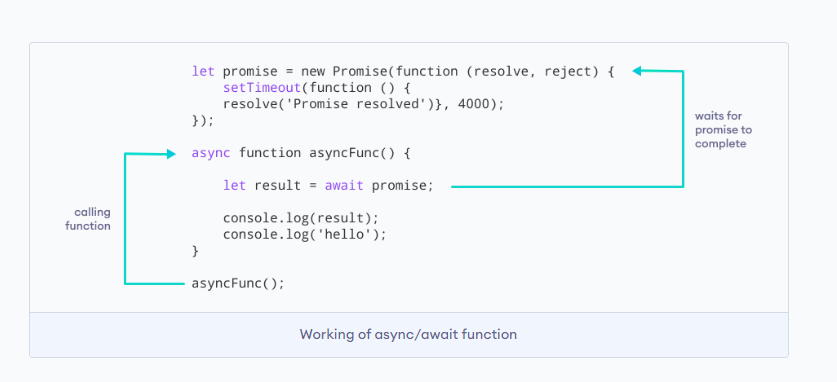 let promise = new Promise(function (resolve, reject) {
setTimeout(function () {
resolve('Promise resolved')}, 4000);
});
waits for
promise to
complete
async function asyncFunc() {
let result = await promise;
calling
function
console.log(result);
console.log('hello');
}
asyncFunc();
Working of async/await function